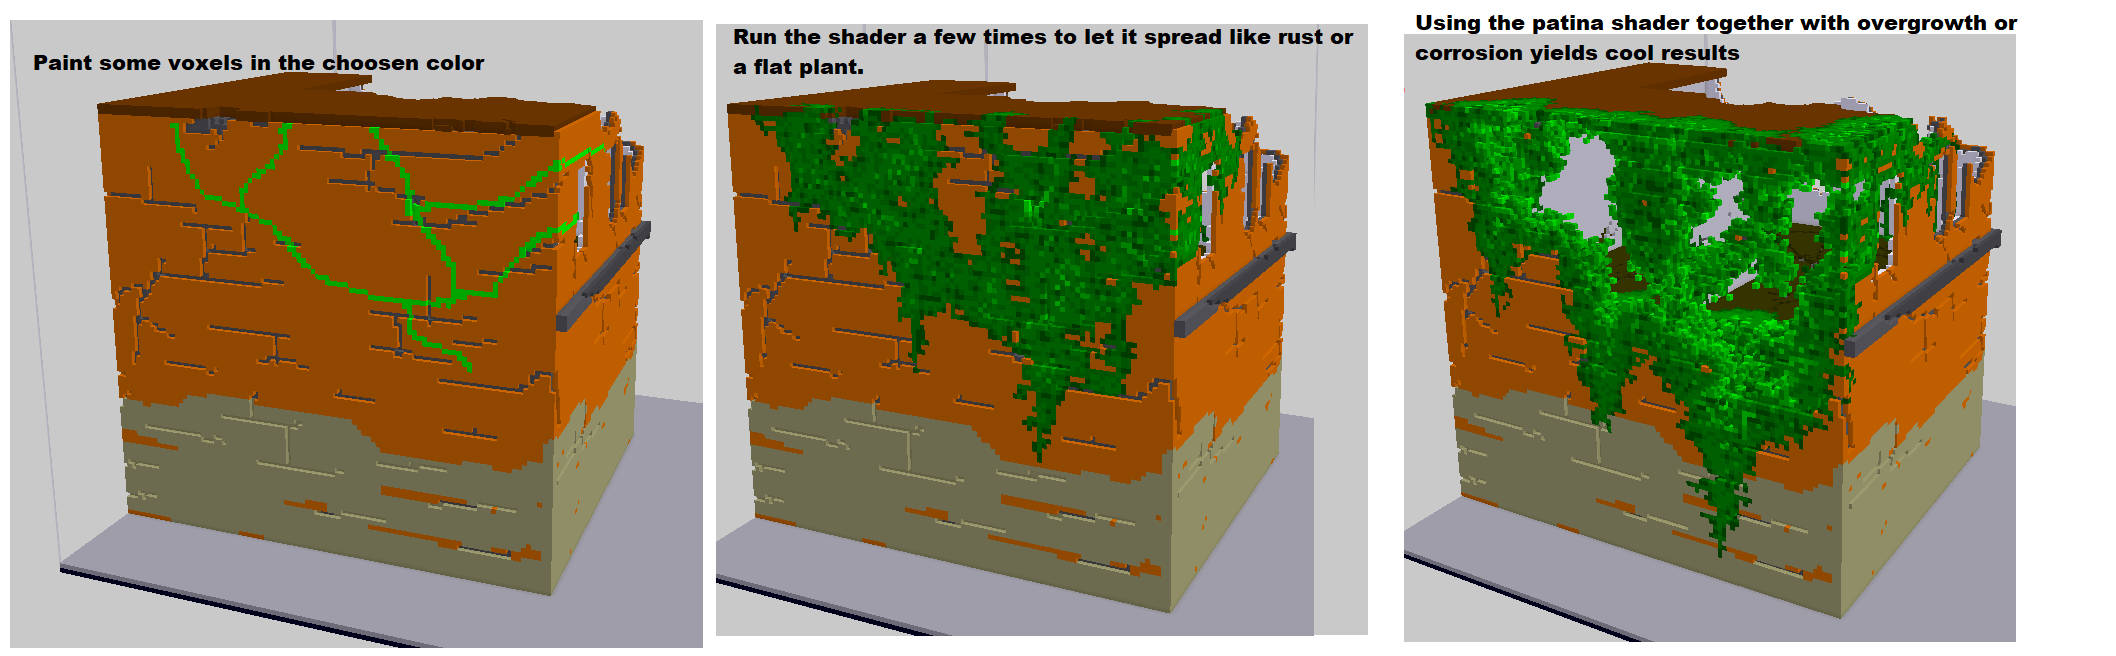 Paint some voxels in the choosen color
Run the shader a few times to let it spread like rust or
a flat plant.
Using the patina shader together with overgrowth or
corrosion yields cool results